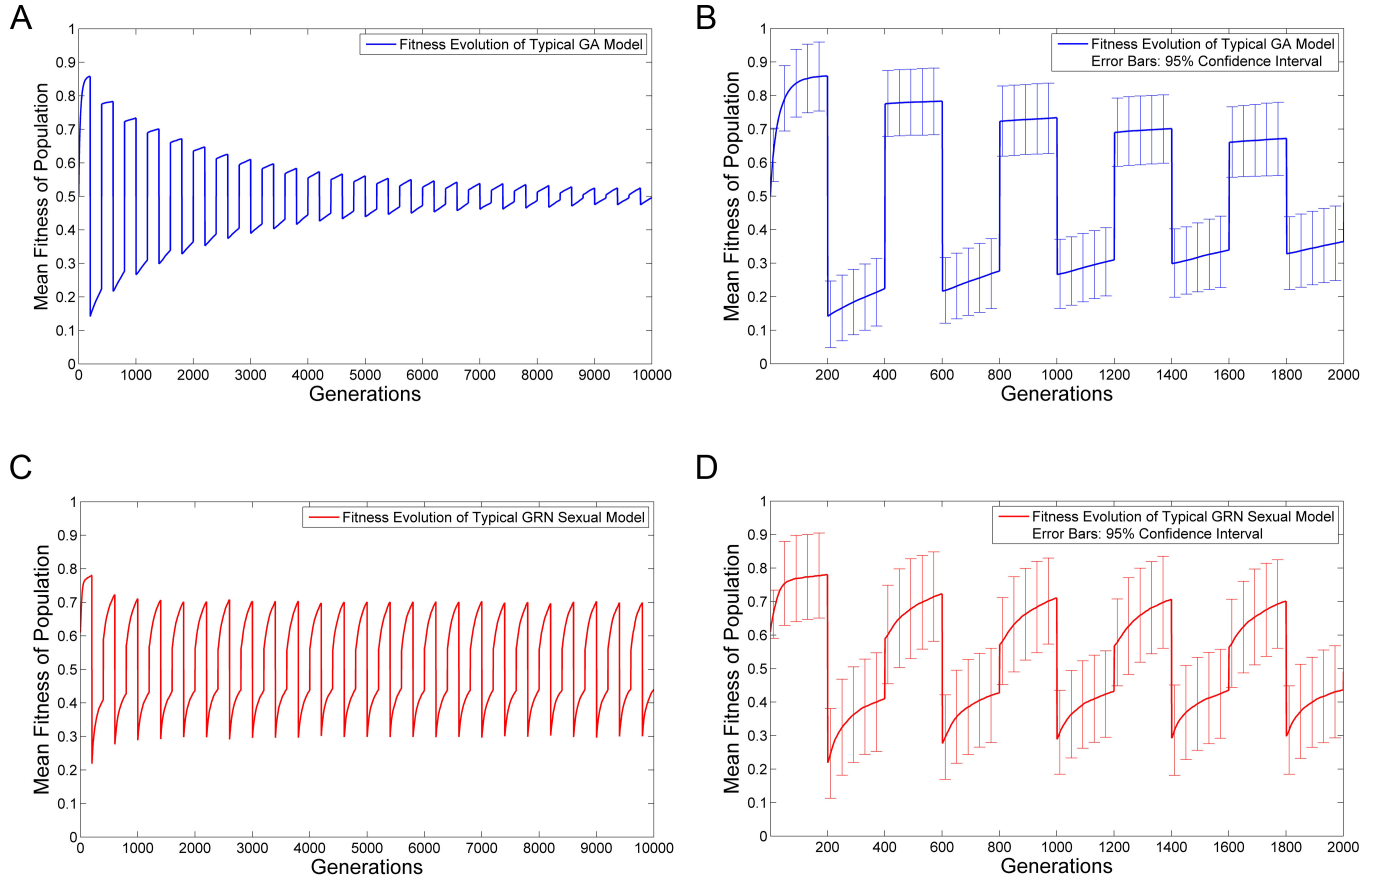 A
Fitness Evolution of Typical GA Model
Mean Fitness of Population
1
0.9
0.8
0.7
0.6
0.5
0.4
0.3
0.2
0.1
0
0 1000 2000 3000 4000 5000 6000 7000 8000 9000 10000
Generations
B
Fitness Evolution of Typical GA Model
Error Bars: 95% Confidence Interval
Mean Fitness of Population
1
0.9
0.8
0.7
0.6
0.5
0.4
0.3
0.2
0.1
0
200 400 600 800 1000 1200 1400 1600 1800 2000
Generations
C
Fitness Evolution of Typical GRN Sexual Model
Mean Fitness of Population
1
0.9
0.8
0.7
0.6
0.5
0.4
0.3
0.2
0.1
0
0 1000 2000 3000 4000 5000 6000 7000 8000 9000 10000
Generations
D
Fitness Evolution of Typical GRN Sexual Model
Error Bars: 95% Confidence Interval
Mean Fitness of Population
1
0.9
0.8
0.7
0.6
0.5
0.4
0.3
0.2
0.1
0
200 400 600 800 1000 1200 1400 1600 1800 2000
Generations